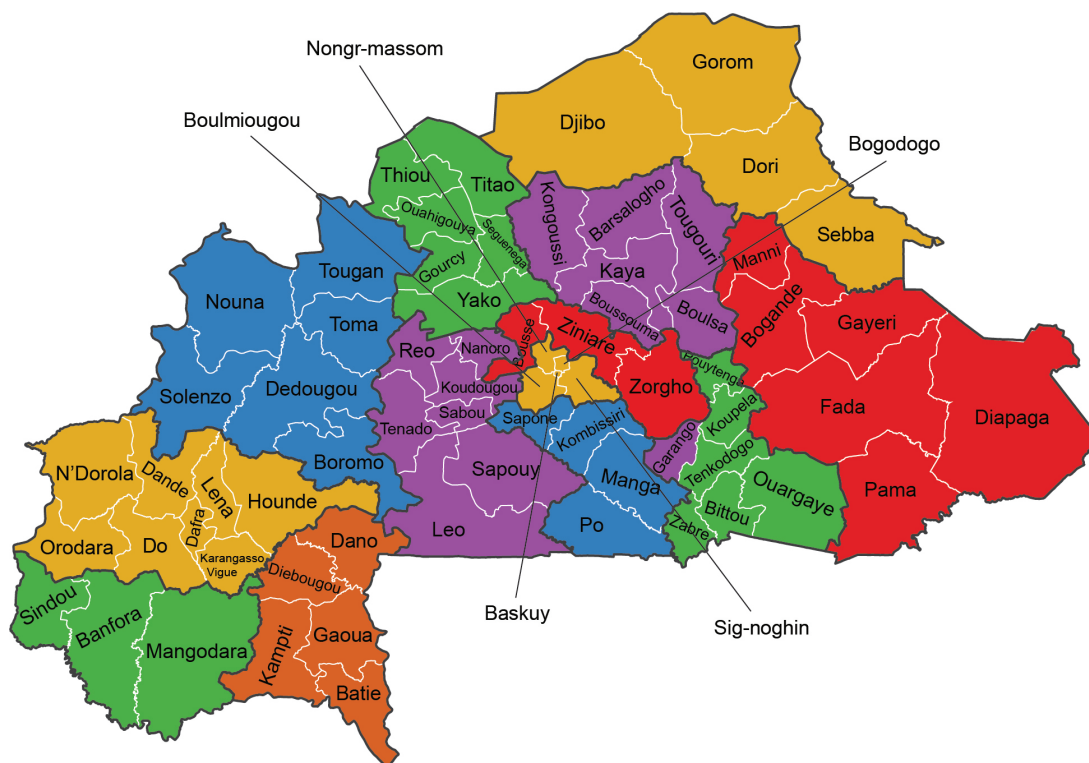 Nongr-massom
Gorom
Boulmiougou
Djibo
Bogodogo
Thiou
Titao
Dori
Kongoussi
Barsalogho
Tougouri
Ouahigouya
Seguenega
Sebba
Tougan
Gourcy
Kaya
Manni
Nouna
Yako
Boussouma
Boulsa
Bogande
Toma
Gayeri
Reo
Nanoro
Bousse
Ziniare
Pouytenga
Solenzo
Dedougou
Koudougou
Zorgho
Sabou
Sapone
Koupela
Fada
Diapaga
Tenado
Kombissiri
Garango
N'Dorola
Dande
Lena
Hounde
Boromo
Sapouy
Manga
Tenkodogo
Ouargaye
Pama
Bittou
Orodara
Do
Dafra
Karangasso
Vigue
Dano
Leo
Po
Zabre
Diebougou
Sindou
Banfora
Mangodara
Kampti
Gaoua
Batie
Baskuy
Sig-noghin